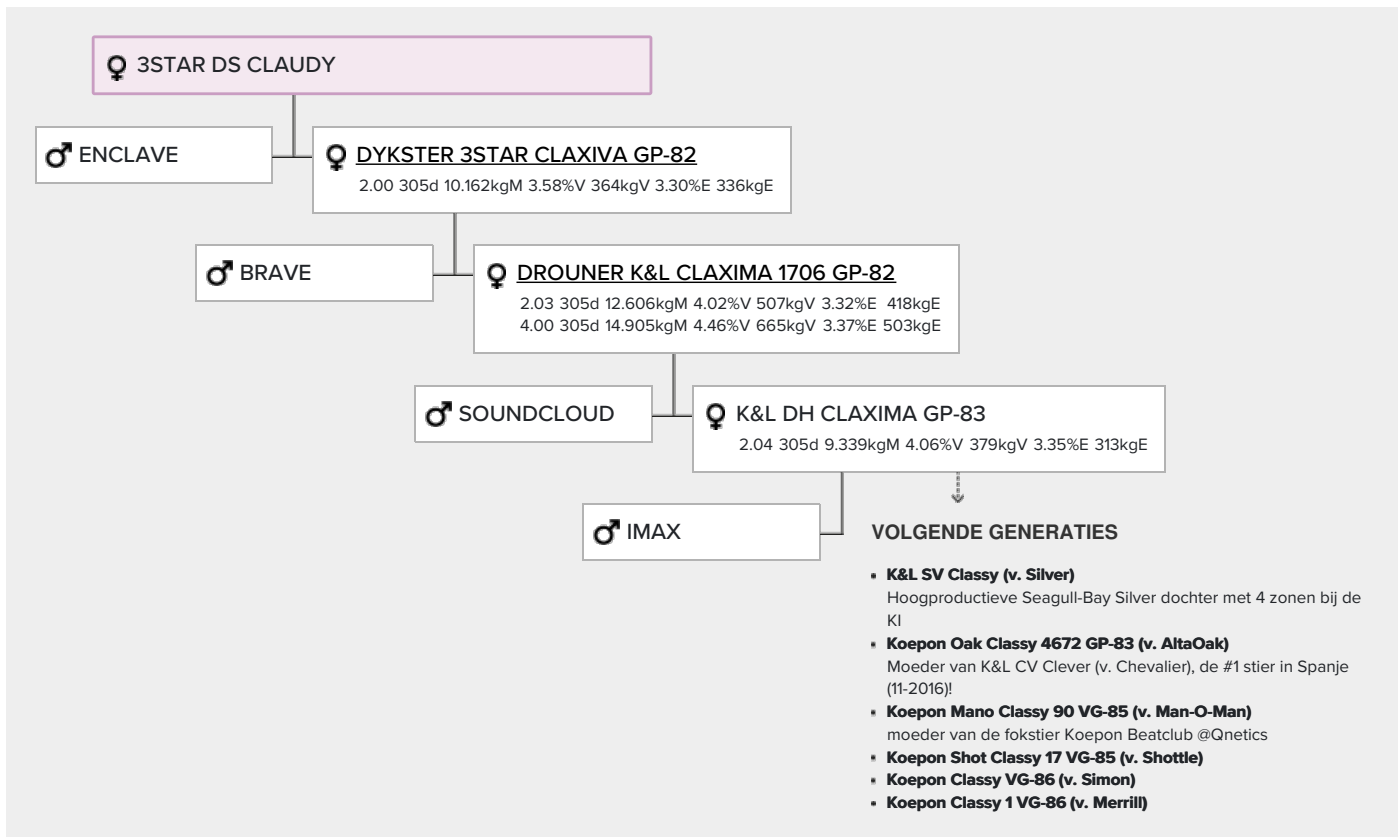 3STAR DS CLAUDY
ENCLAVE
DYKSTER 3STAR CLAXIVA GP-82
2.00 305d 10.162kgM 3.58%V 364kgV 3.30%E 336kgE
BRAVE
DROUNER K&L CLAXIMA 1706 GP-82
2.03 305d 12.606kgM 4.02%V 507kgV 3.32%E 418kgE
4.00 305d 14.905kgM 4.46%V 665kgV 3.37%E 503kgE
SOUNDCLOUD
K&L DH CLAXIMA GP-83
2.04 305d 9.339kgM 4.06%V 379kgV 3.35%E 313kgE
IMAX
VOLGENDE GENERATIES
K&L SV Classy (v. Silver)
Hoogproductieve Seagull-Bay Silver dochter met 4 zonen bij de
KI
Koepon Oak Classy 4672 GP-83 (v. AltaOak)
Moeder van K&L CV Clever (v. Chevalier), de #1 stier in Spanje
(11-2016)!
Koepon Mano Classy 90 VG-85 (v. Man-O-Man)
moeder van de fokstier Koepon Beatclub @Qnetics
Koepon Shot Classy 17 VG-85 (v. Shottle)
Koepon Classy VG-86 (v. Simon)
Koepon Classy 1 VG-86 (v. Merrill)